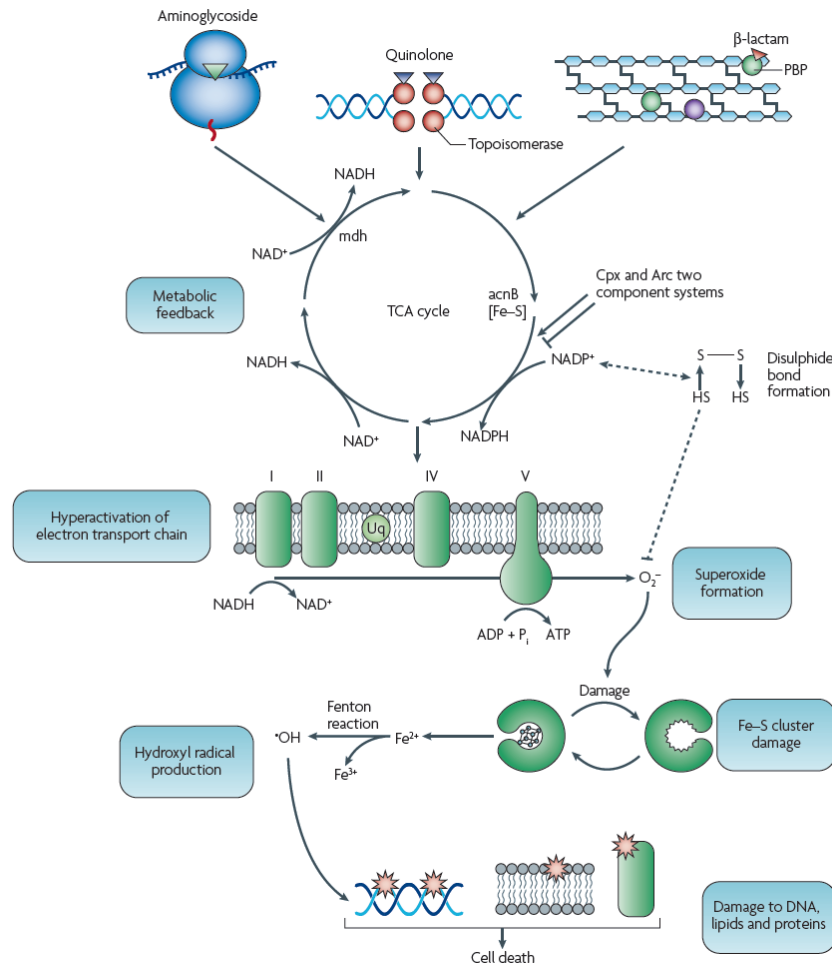 Aminoglycoside
Quinolone
β-lactam
PBP
Topoisomerase
NADH
NAD⁺
mdh
Metabolic
feedback
TCA cycle
acnB
[Fe–S]
Cpx and Arc two
component systems
NADH
NAD⁺
NADPH
NADP⁺
S — S
HS
HS
Disulphide
bond
formation
I
II
IV
V
Hyperactivation of
electron transport chain
Uq
NADH
NAD⁺
ADP + Pᵢ
ATP
O₂⁻
Superoxide
formation
Damage
Fe–S cluster
damage
Fenton
reaction
Fe²⁺
Fe³⁺
•OH
Hydroxyl radical
production
Damage to DNA,
lipids and proteins
Cell death